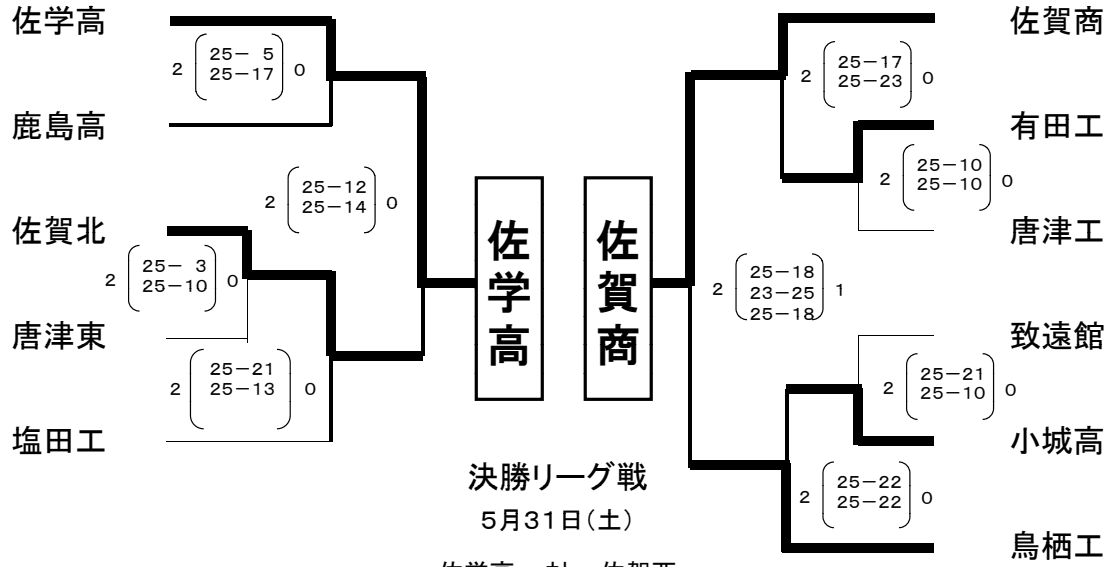 佐学高
2 25− 5 0
25−17
鹿島高
2 25−12 0
25−14
佐賀北
2 25− 3 0
25−10
唐津東
2 25−21 0
25−13
塩田工
佐学高
佐賀商
佐賀商
2 25−17 0
25−23
有田工
2 25−10 0
25−10
唐津工
2 25−18 1
23−25
25−18
致遠館
2 25−21 0
25−10
小城高
2 25−22 0
25−22
鳥栖工
決勝リーグ戦
5月31日(土)